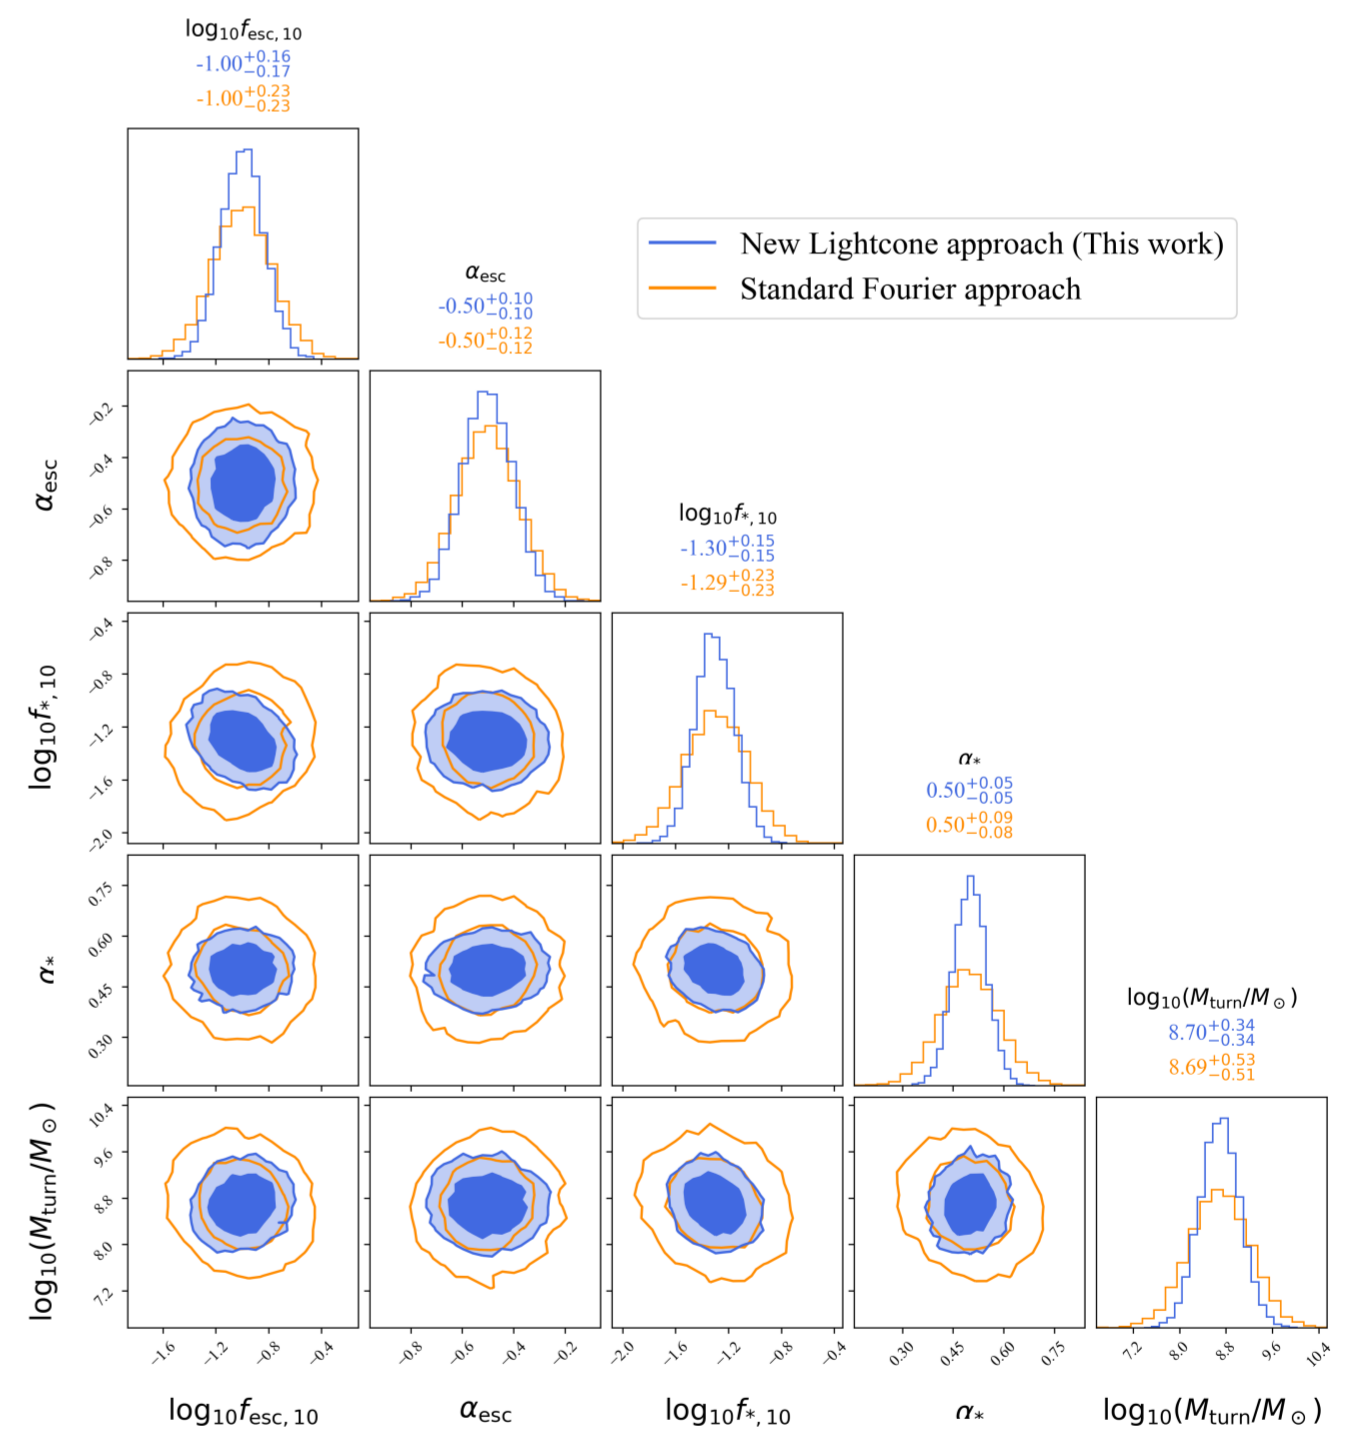 log₁₀f_esc, 10
-1.00^{+0.16}_{−0.17}
-1.00^{+0.23}_{−0.23}
New Lightcone approach (This work)
Standard Fourier approach
α_esc
-0.50^{+0.10}_{−0.10}
-0.50^{+0.12}_{−0.12}
−0.2
−0.4
−0.6
−0.8
α_esc
log₁₀f_*, 10
-1.30^{+0.15}_{−0.15}
-1.29^{+0.23}_{−0.23}
−0.4
−0.8
−1.2
−1.6
−2.0
log₁₀f_*, 10
α_*
0.50^{+0.05}_{−0.05}
0.50^{+0.09}_{−0.08}
0.75
0.60
0.45
0.30
α_*
log₁₀(M_turn/M_⊙)
8.70^{+0.34}_{−0.34}
8.69^{+0.53}_{−0.51}
10.4
9.6
8.8
8.0
7.2
log₁₀(M_turn/M_⊙)
−1.6 −1.2 −0.8 −0.4 −0.8 −0.6 −0.4 −0.2 −2.0 −1.6 −1.2 −0.8 −0.4 0.30 0.45 0.60 0.75 7.2 8.0 8.8 9.6 10.4
log₁₀f_esc, 10 α_esc log₁₀f_*, 10 α_* log₁₀(M_turn/M_⊙)